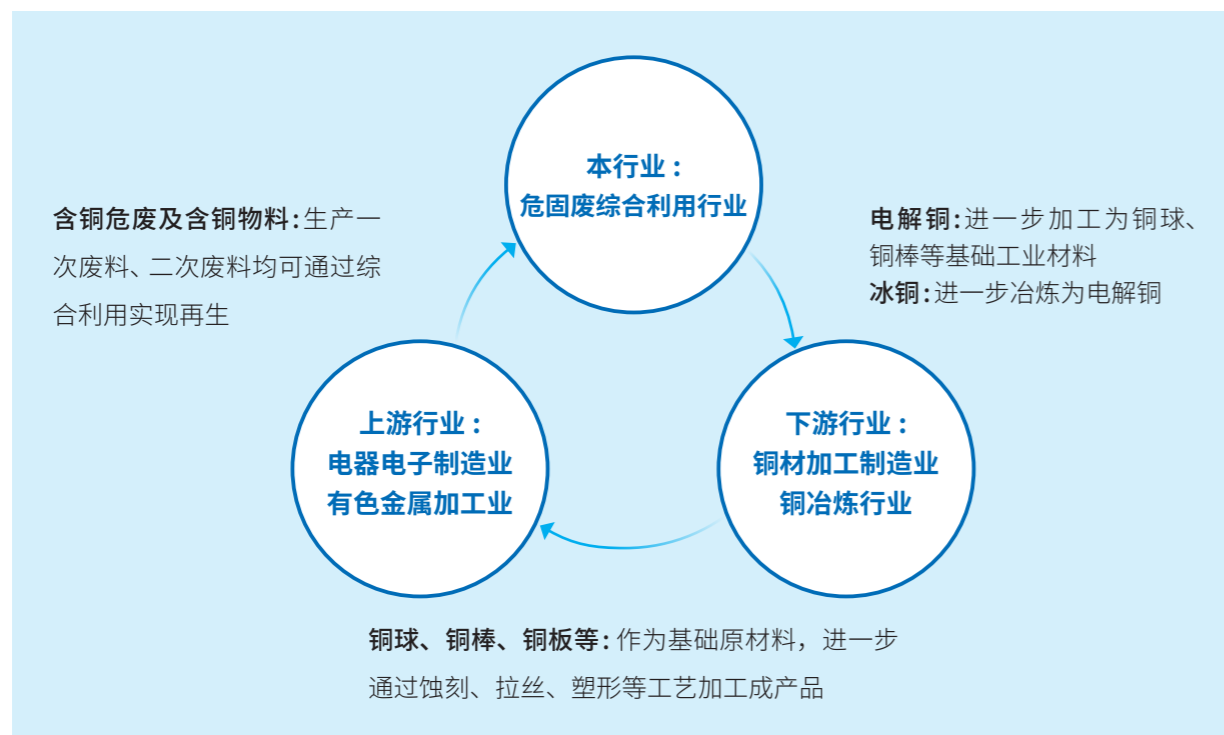 本行业：
危固废综合利用行业
含铜危废及含铜物料：生产一
次废料、二次废料均可通过综
合利用实现再生
电解铜：进一步加工为铜球、
铜棒等基础工业材料
冰铜：进一步冶炼为电解铜
上游行业：
电器电子制造业
有色金属加工业
下游行业：
铜材加工制造业
铜冶炼行业
铜球、铜棒、铜板等：作为基础原材料，进一步
通过蚀刻、拉丝、塑形等工艺加工成产品